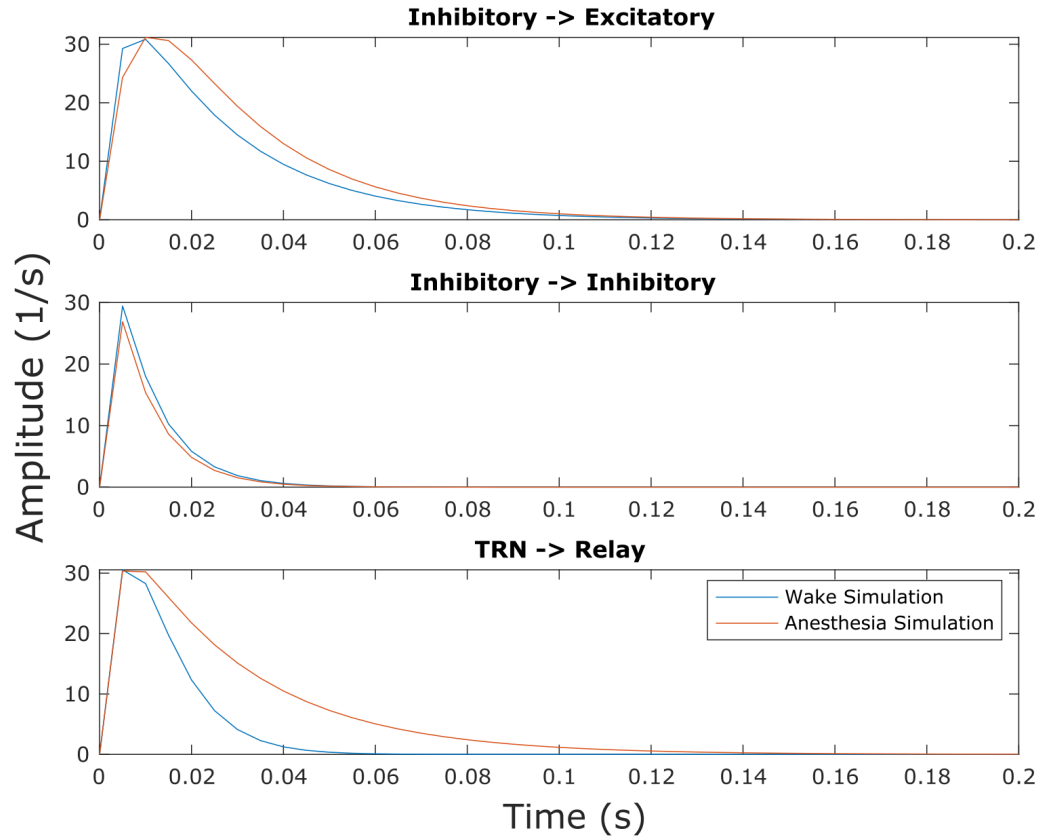 Inhibitory -> Excitatory
30
20
10
0
0 0.02 0.04 0.06 0.08 0.1 0.12 0.14 0.16 0.18 0.2
Inhibitory -> Inhibitory
30
20
10
0
0 0.02 0.04 0.06 0.08 0.1 0.12 0.14 0.16 0.18 0.2
Amplitude (1/s)
TRN -> Relay
30
20
10
0
Wake Simulation
Anesthesia Simulation
0 0.02 0.04 0.06 0.08 0.1 0.12 0.14 0.16 0.18 0.2
Time (s)